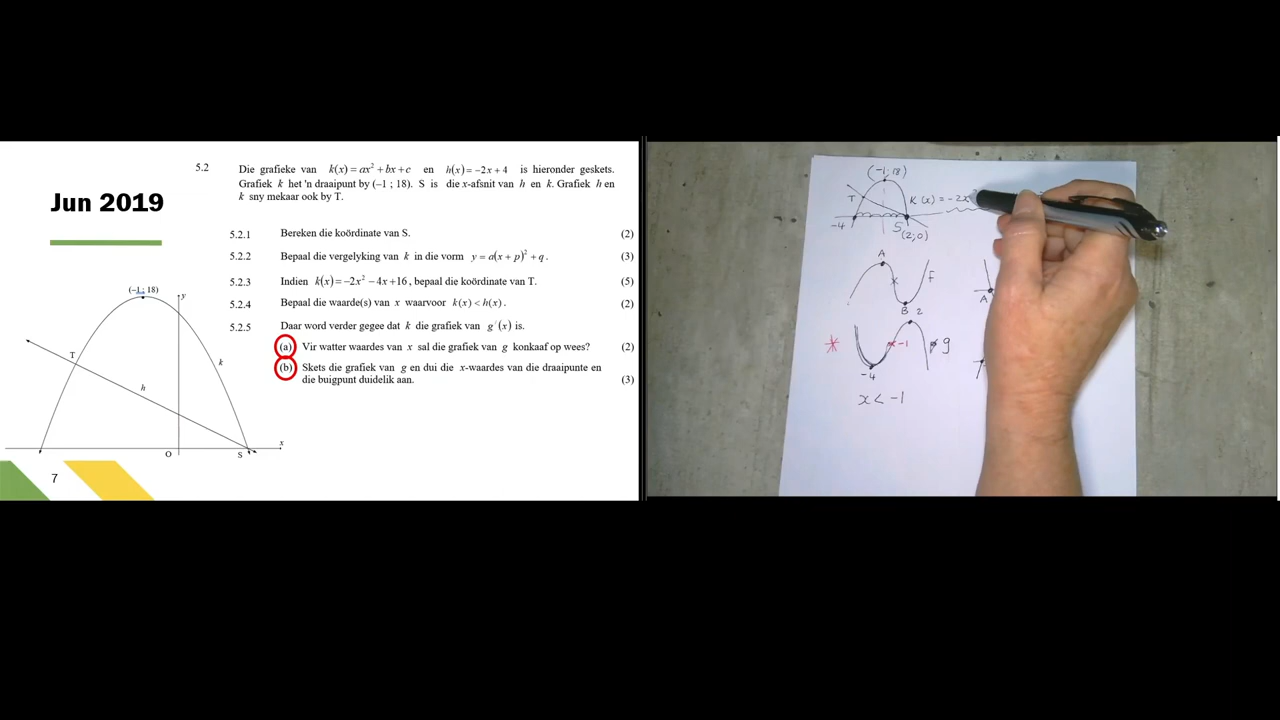 Jun 2019
5.2 Die grafieke van k(x) = ax² + bx + c en h(x) = −2x + 4 is hieronder geskets.
Grafiek k het 'n draaipunt by (−1 ; 18). S is die x-afsnit van h en k. Grafiek h en
k sny mekaar ook by T.
5.2.1 Bereken die koördinate van S. (2)
5.2.2 Bepaal die vergelyking van k in die vorm y = a(x + p)² + q. (3)
5.2.3 Indien k(x) = −2x² − 4x + 16, bepaal die koördinate van T. (5)
5.2.4 Bepaal die waarde(s) van x waarvoor k(x) < h(x). (2)
5.2.5 Daar word verder gegee dat k die grafiek van g′(x) is.
(a) Vir watter waardes van x sal die grafiek van g konkaaf op wees? (2)
(b) Skets die grafiek van g en dui die x-waardes van die draaipunte en
die buigpunt duidelik aan. (3)
(−1 ; 18)
y
T
k
h
x
O
S
7
(-1; 18)
T
K(x) = -2x
-4
S
(2;0)
A
F
B
A
2
-1
g
-4
x < -1